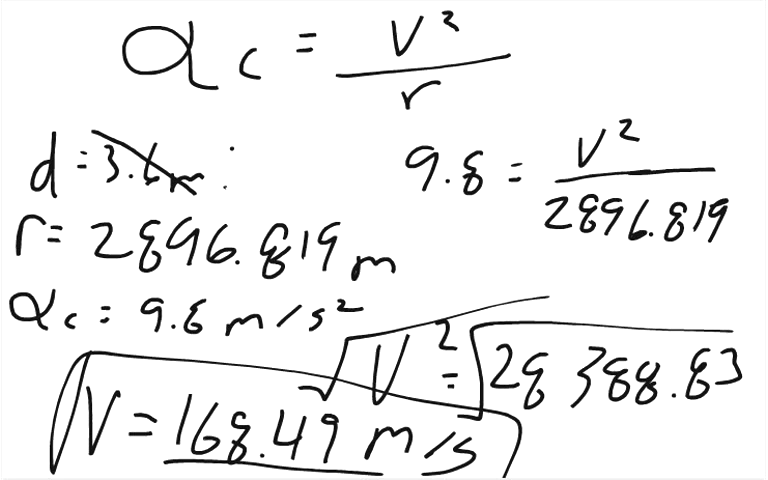 ac = v²/r
d = 3.6 m
9.8 = v²/2896.819
r = 2896.819 m
ac = 9.8 m/s²
√v² = √28388.83
V = 168.49 m/s